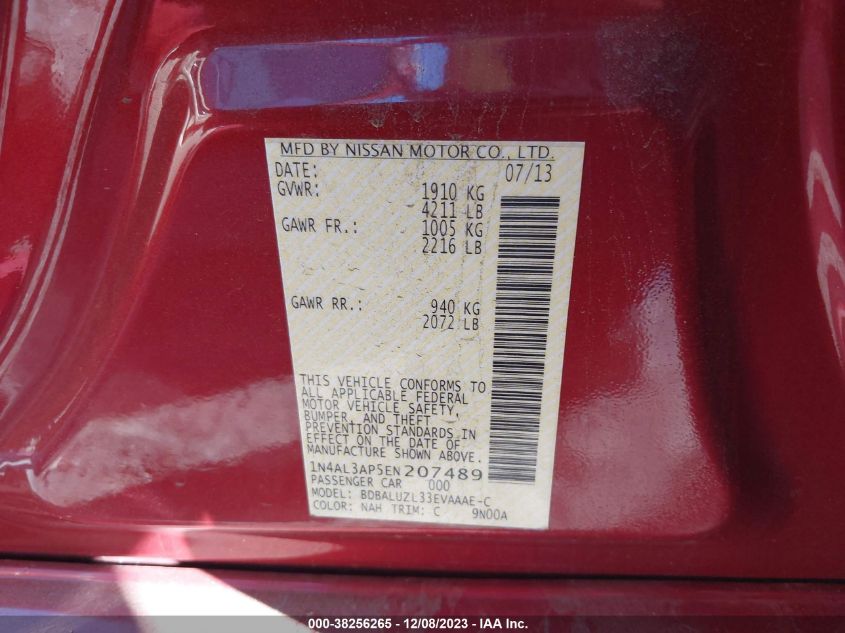 MFD BY NISSAN MOTOR CO., LTD.
DATE: 07/13
GVWR: 1910 KG
4211 LB
GAWR FR.: 1005 KG
2216 LB
GAWR RR.: 940 KG
2072 LB
THIS VEHICLE CONFORMS TO
ALL APPLICABLE FEDERAL
MOTOR VEHICLE SAFETY,
BUMPER, AND THEFT
PREVENTION STANDARDS IN
EFFECT ON THE DATE OF
MANUFACTURE SHOWN ABOVE.
1N4AL3AP5EN207489
PASSENGER CAR 000
MODEL: BDBALUZL33EVAAAE-C
COLOR: NAH TRIM: C 9N00A
000-38256265 - 12/08/2023 - IAA Inc.